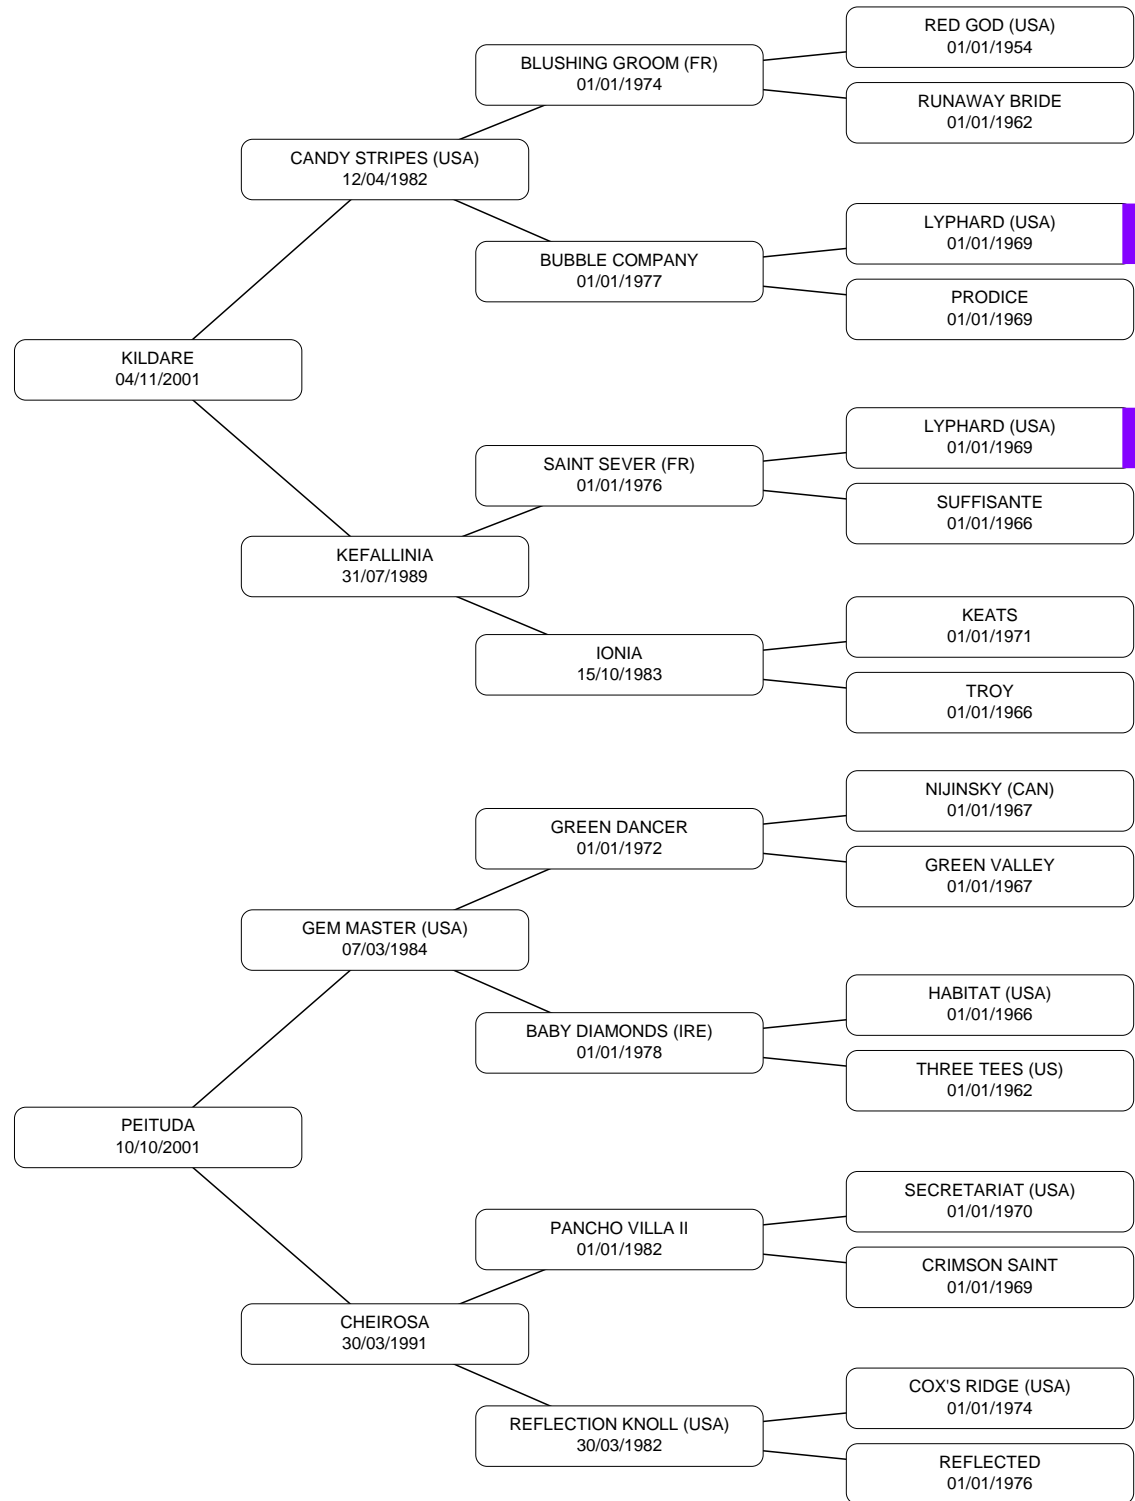 RED GOD (USA)
01/01/1954
BLUSHING GROOM (FR)
01/01/1974
RUNAWAY BRIDE
01/01/1962
CANDY STRIPES (USA)
12/04/1982
LYPHARD (USA)
01/01/1969
BUBBLE COMPANY
01/01/1977
PRODICE
01/01/1969
KILDARE
04/11/2001
LYPHARD (USA)
01/01/1969
SAINT SEVER (FR)
01/01/1976
SUFFISANTE
01/01/1966
KEFALLINIA
31/07/1989
KEATS
01/01/1971
IONIA
15/10/1983
TROY
01/01/1966
NIJINSKY (CAN)
01/01/1967
GREEN DANCER
01/01/1972
GREEN VALLEY
01/01/1967
GEM MASTER (USA)
07/03/1984
HABITAT (USA)
01/01/1966
BABY DIAMONDS (IRE)
01/01/1978
THREE TEES (US)
01/01/1962
PEITUDA
10/10/2001
SECRETARIAT (USA)
01/01/1970
PANCHO VILLA II
01/01/1982
CRIMSON SAINT
01/01/1969
CHEIROSA
30/03/1991
COX'S RIDGE (USA)
01/01/1974
REFLECTION KNOLL (USA)
30/03/1982
REFLECTED
01/01/1976